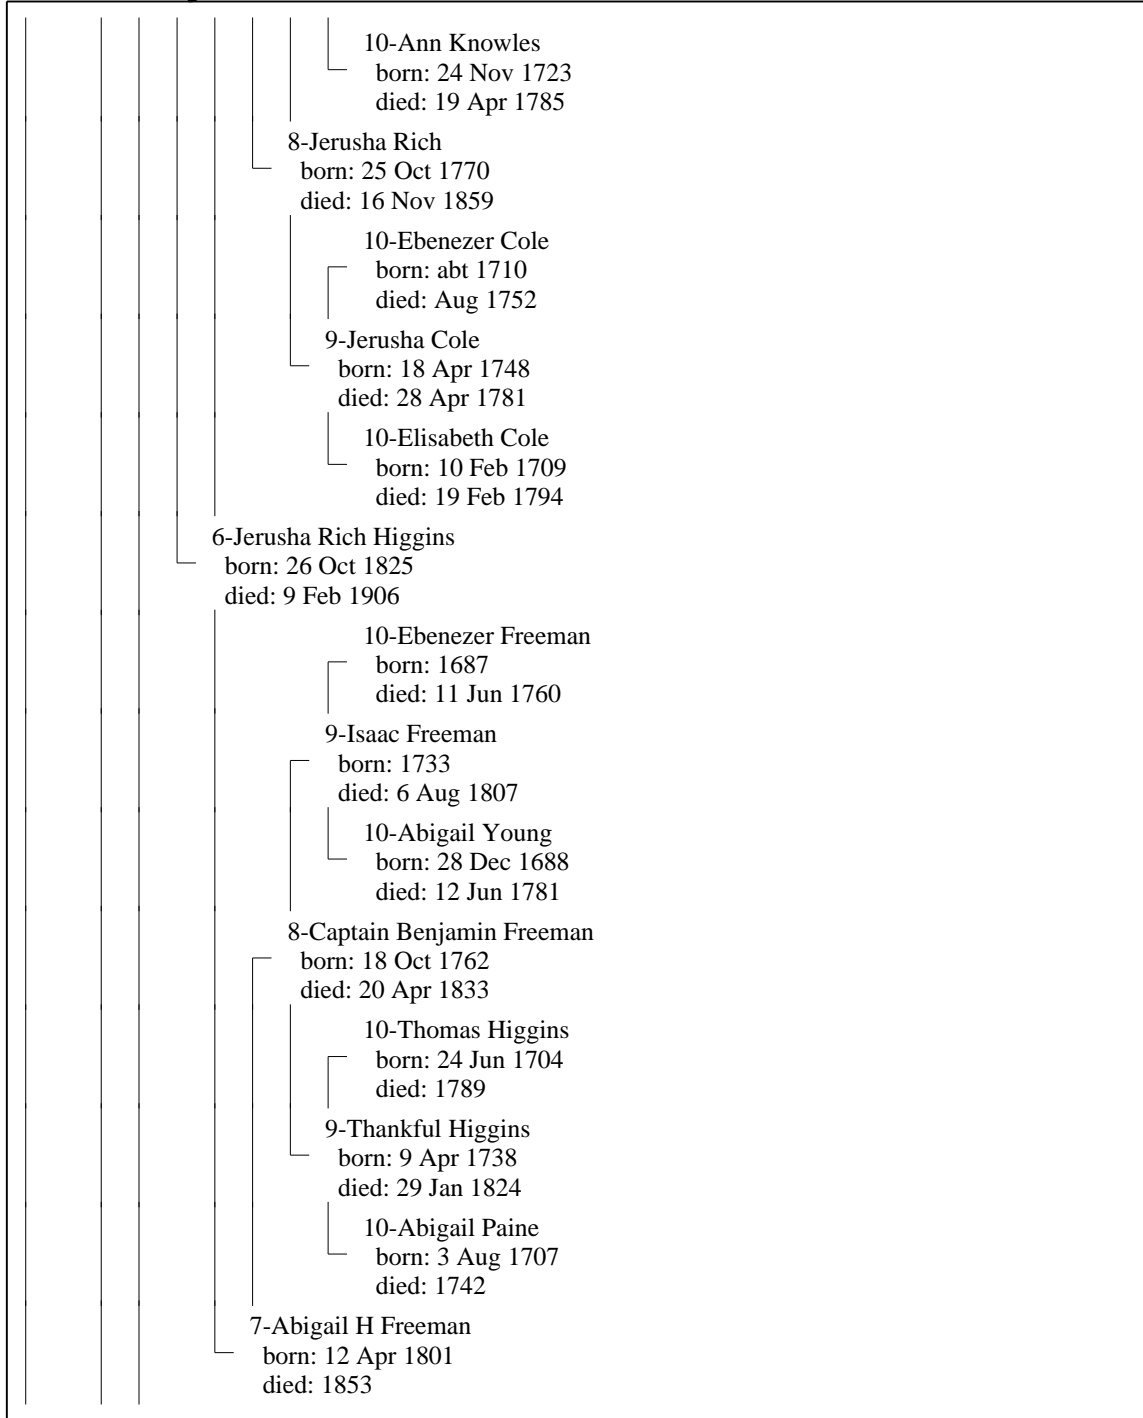 10-Ann Knowles
born: 24 Nov 1723
died: 19 Apr 1785
8-Jerusha Rich
born: 25 Oct 1770
died: 16 Nov 1859
10-Ebenezer Cole
born: abt 1710
died: Aug 1752
9-Jerusha Cole
born: 18 Apr 1748
died: 28 Apr 1781
10-Elisabeth Cole
born: 10 Feb 1709
died: 19 Feb 1794
6-Jerusha Rich Higgins
born: 26 Oct 1825
died: 9 Feb 1906
10-Ebenezer Freeman
born: 1687
died: 11 Jun 1760
9-Isaac Freeman
born: 1733
died: 6 Aug 1807
10-Abigail Young
born: 28 Dec 1688
died: 12 Jun 1781
8-Captain Benjamin Freeman
born: 18 Oct 1762
died: 20 Apr 1833
10-Thomas Higgins
born: 24 Jun 1704
died: 1789
9-Thankful Higgins
born: 9 Apr 1738
died: 29 Jan 1824
10-Abigail Paine
born: 3 Aug 1707
died: 1742
7-Abigail H Freeman
born: 12 Apr 1801
died: 1853